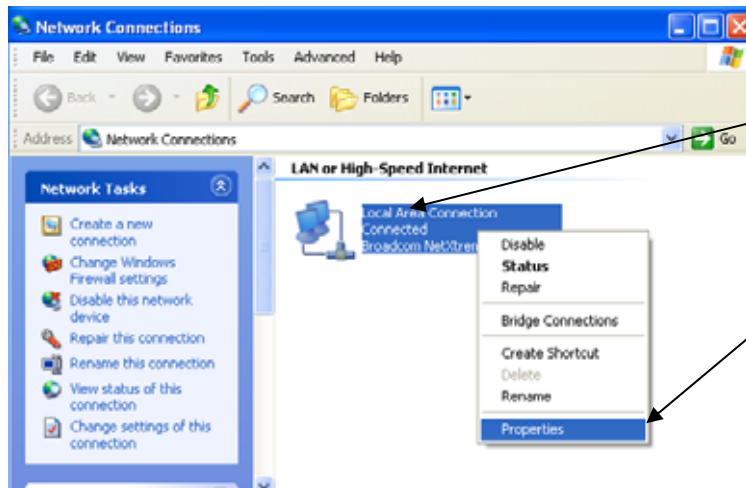 Network Connections
File Edit View Favorites Tools Advanced Help
Back Search Folders
Address Network Connections Go
Network Tasks
Create a new
connection
Change Windows
Firewall settings
Disable this network
device
Repair this connection
Rename this connection
View status of this
connection
Change settings of this
connection
LAN or High-Speed Internet
Local Area Connection
Connected
Broadcom
Disable
Status
Repair
Bridge Connections
Create Shortcut
Delete
Rename
Properties